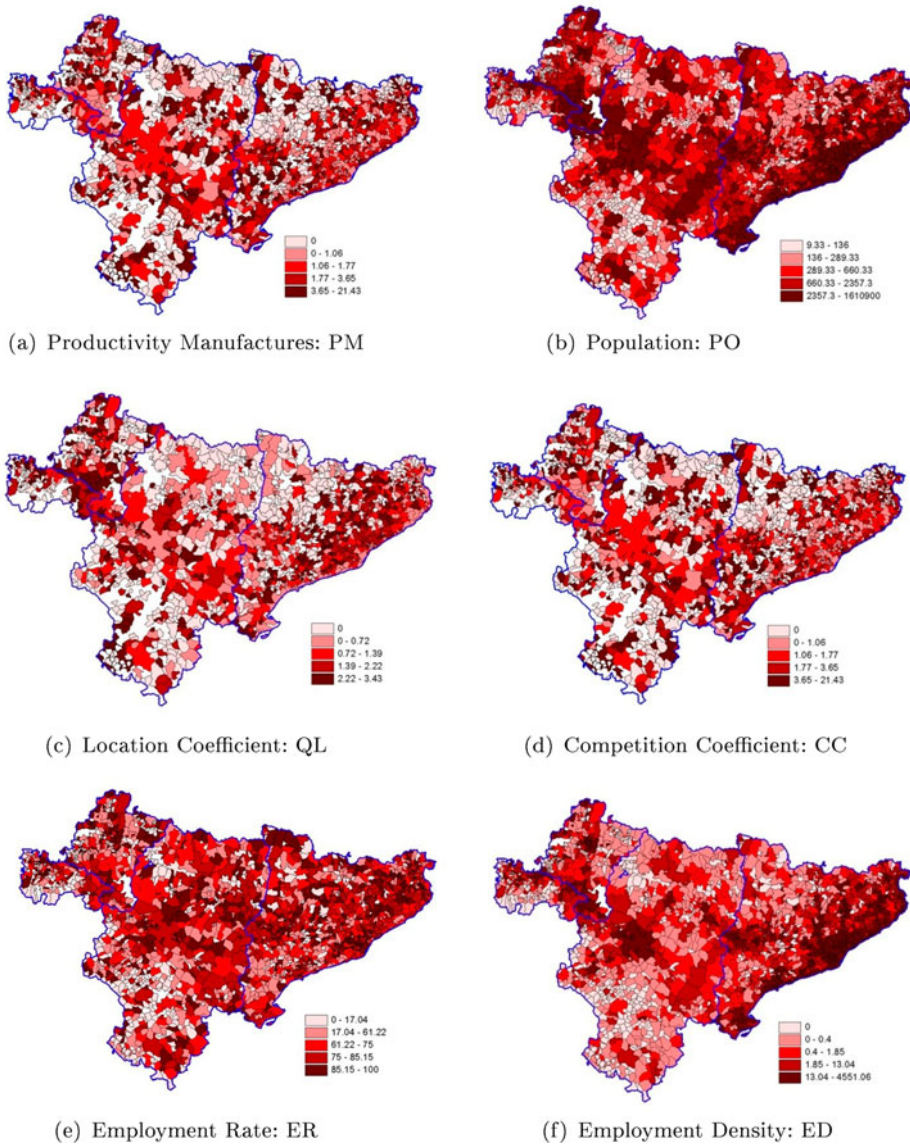 0
0 - 1.06
1.06 - 1.77
1.77 - 3.65
3.65 - 21.43
(a) Productivity Manufactures: PM
9.33 - 136
136 - 289.33
289.33 - 660.33
660.33 - 2357.3
2357.3 - 1610900
(b) Population: PO
0
0 - 0.72
0.72 - 1.39
1.39 - 2.22
2.22 - 3.43
(c) Location Coefficient: QL
0
0 - 1.06
1.06 - 1.77
1.77 - 3.65
3.65 - 21.43
(d) Competition Coefficient: CC
0 - 17.04
17.04 - 61.22
61.22 - 75
75 - 85.15
85.15 - 100
(e) Employment Rate: ER
0
0 - 0.4
0.4 - 1.85
1.85 - 13.04
13.04 - 4551.06
(f) Employment Density: ED